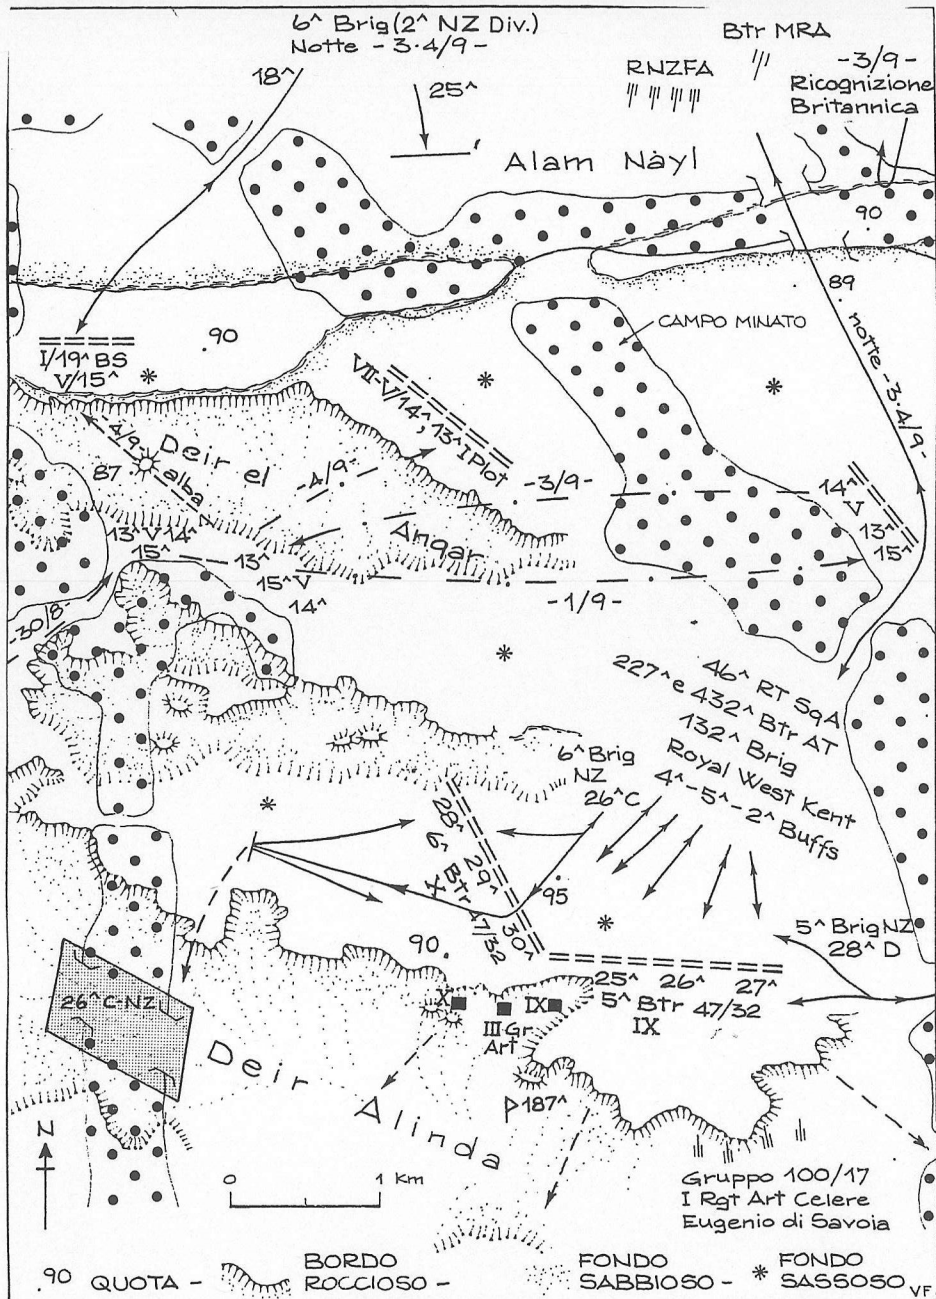 6^ Brig (2^ NZ Div.)
Notte -3·4/9-
18^
25^
RNZFA
Btr MRA
-3/9-
Ricognizione
Britannica
Alam Nàyl
90
89
.90
CAMPO MINATO
notte -3·4/9-
I/19^ BS
V/15^
VII-V/14^, 13^ I Plot
-4/9-
alba
Deir el
87
-4/9-
-3/9-
14^
V
13^
15^
Anqar
13^ V 14^
15^
13^
15^ V
14^
-1/9-
-30/8-
46^ RT SqA
227^ e 432^ Btr AT
132^ Brig
Royal West Kent
4^-5^-2^ Buffs
6^ Brig
NZ
26^ C
28^ 29^ 30^
6^ Btr 47/32
X
95
90.
5^ Brig NZ
28^ D
25^ 26^ 27^
5^ Btr 47/32
IX
X
III Gr
Art
IX
26^ C-NZ
Deir
Alinda
187^
N
0 1 Km
Gruppo 100/17
I Rgt Art Celere
Eugenio di Savoia
.90 QUOTA -
BORDO
ROCCIOSO -
FONDO
SABBIOSO -
* FONDO
SASSOSO
VF